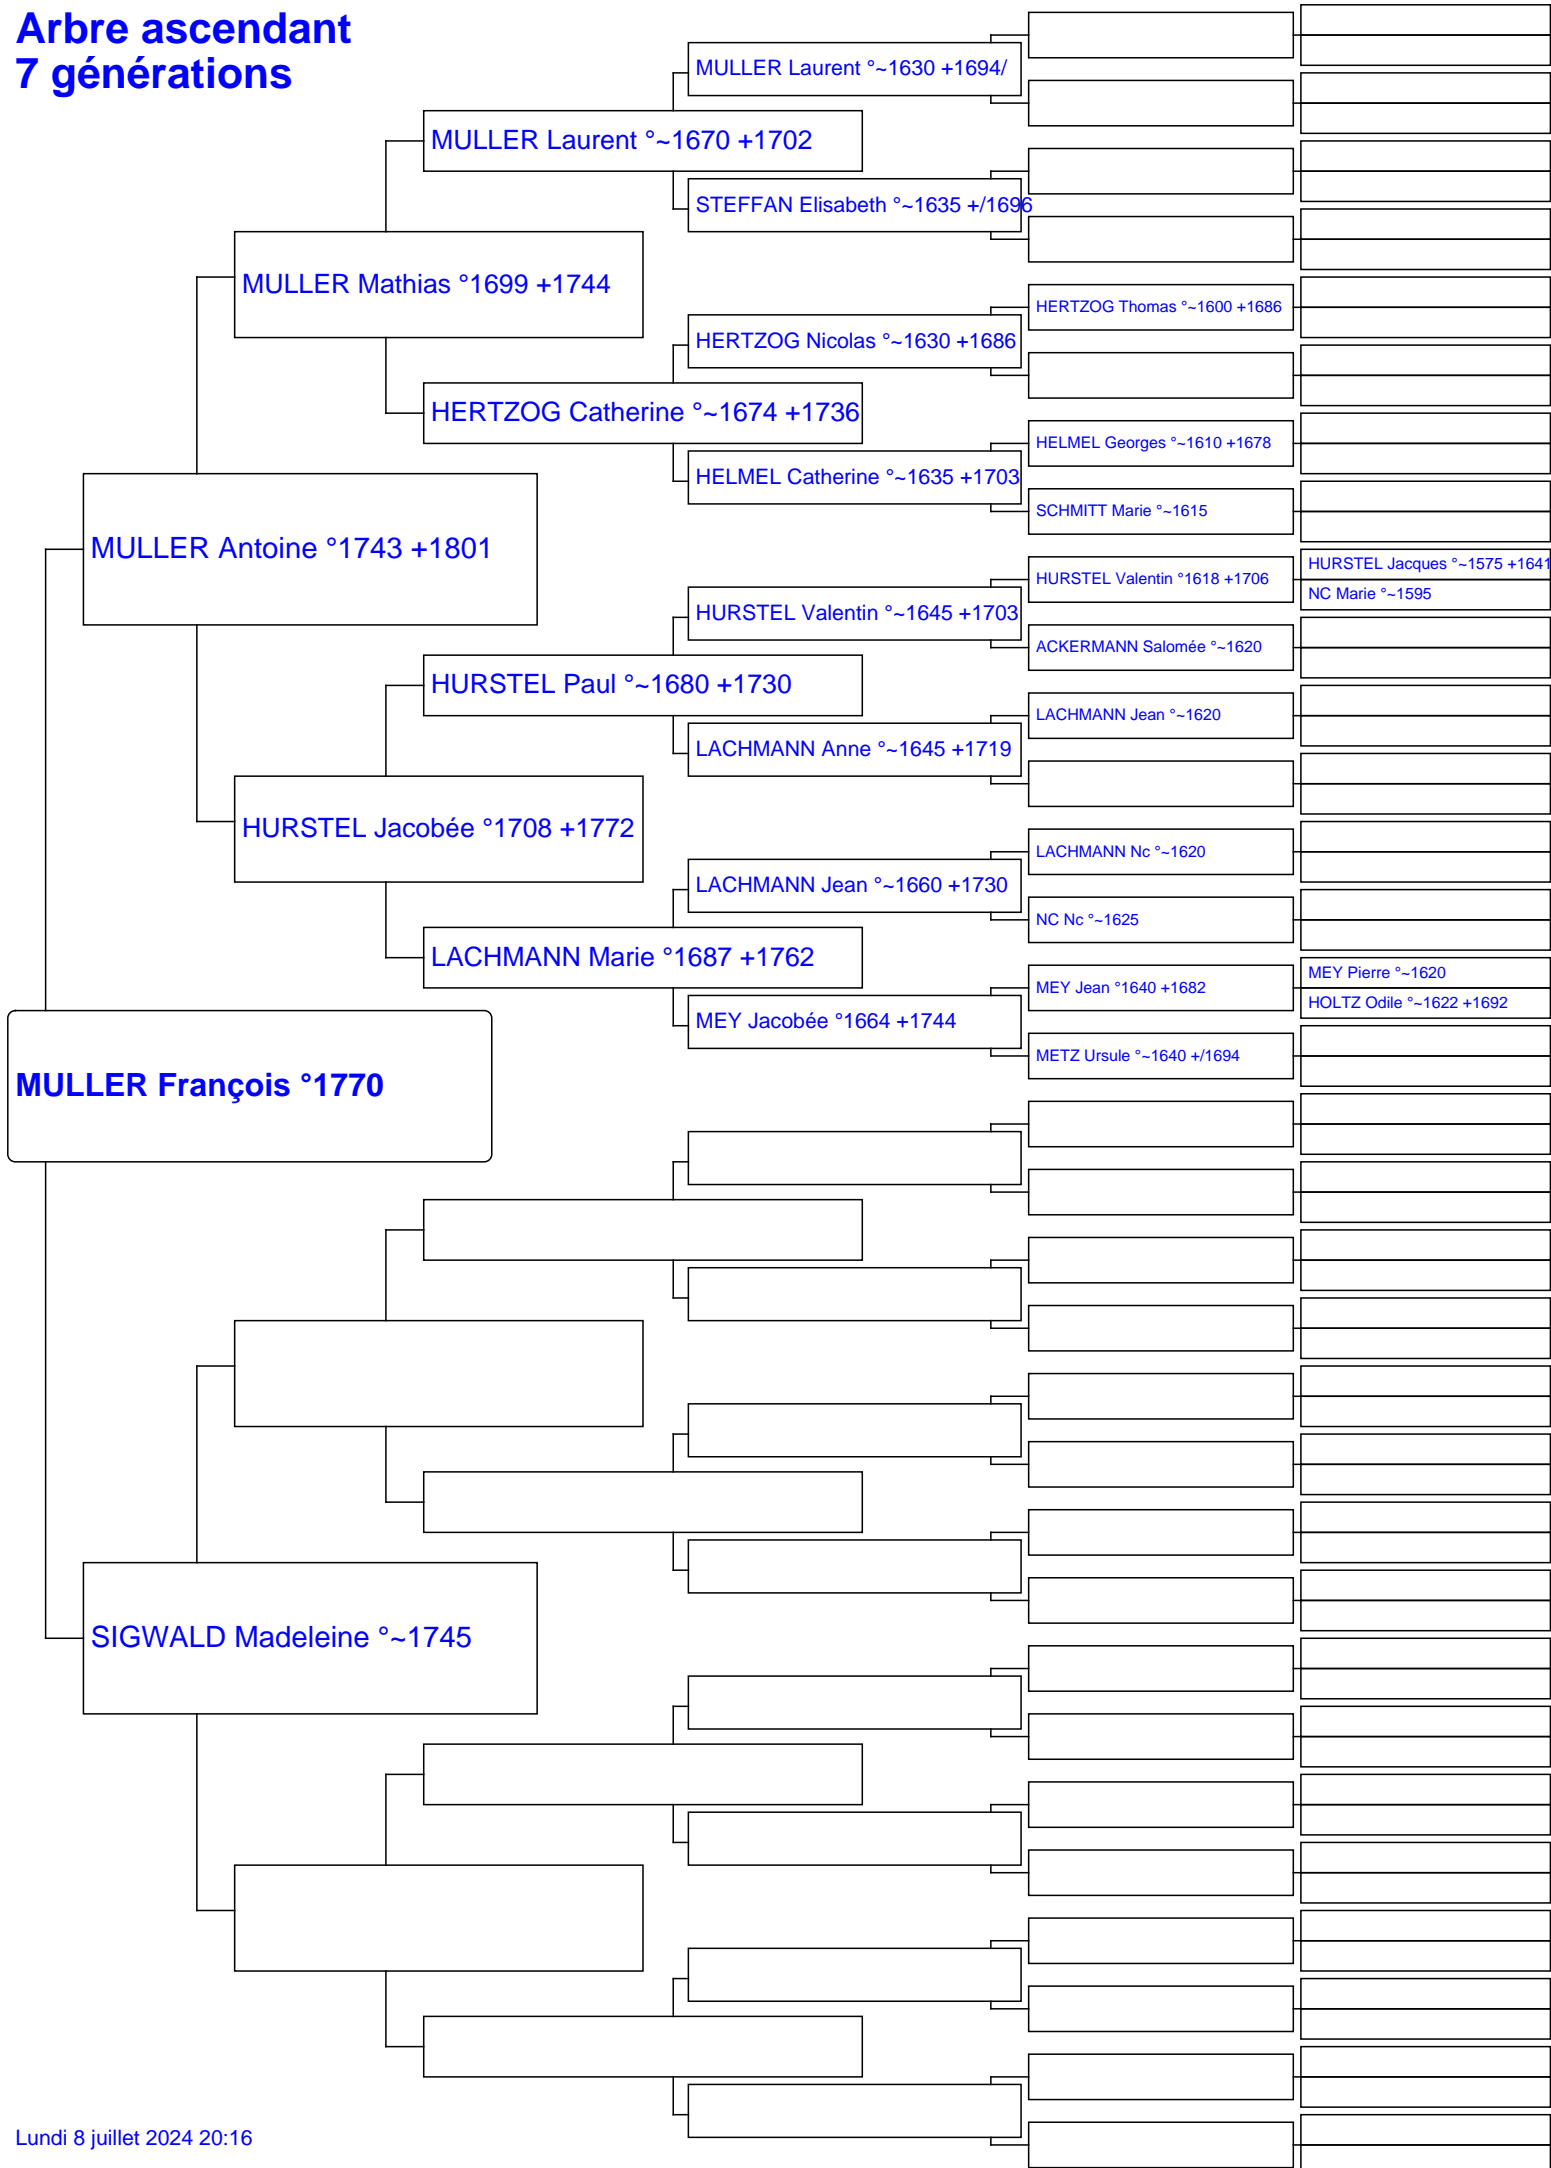 Arbre ascendant
7 générations
MULLER Laurent °~1630 +1694/
MULLER Laurent °~1670 +1702
STEFFAN Elisabeth °~1635 +/1696
MULLER Mathias °1699 +1744
HERTZOG Thomas °~1600 +1686
HERTZOG Nicolas °~1630 +1686
HERTZOG Catherine °~1674 +1736
HELMEL Georges °~1610 +1678
HELMEL Catherine °~1635 +1703
SCHMITT Marie °~1615
MULLER Antoine °1743 +1801
HURSTEL Jacques °~1575 +1641
HURSTEL Valentin °1618 +1706
NC Marie °~1595
HURSTEL Valentin °~1645 +1703
ACKERMANN Salomée °~1620
HURSTEL Paul °~1680 +1730
LACHMANN Jean °~1620
LACHMANN Anne °~1645 +1719
HURSTEL Jacobée °1708 +1772
LACHMANN Nc °~1620
LACHMANN Jean °~1660 +1730
NC Nc °~1625
LACHMANN Marie °1687 +1762
MEY Pierre °~1620
MEY Jean °1640 +1682
HOLTZ Odile °~1622 +1692
MEY Jacobée °1664 +1744
METZ Ursule °~1640 +/1694
MULLER François °1770
SIGWALD Madeleine °~1745
Lundi 8 juillet 2024 20:16